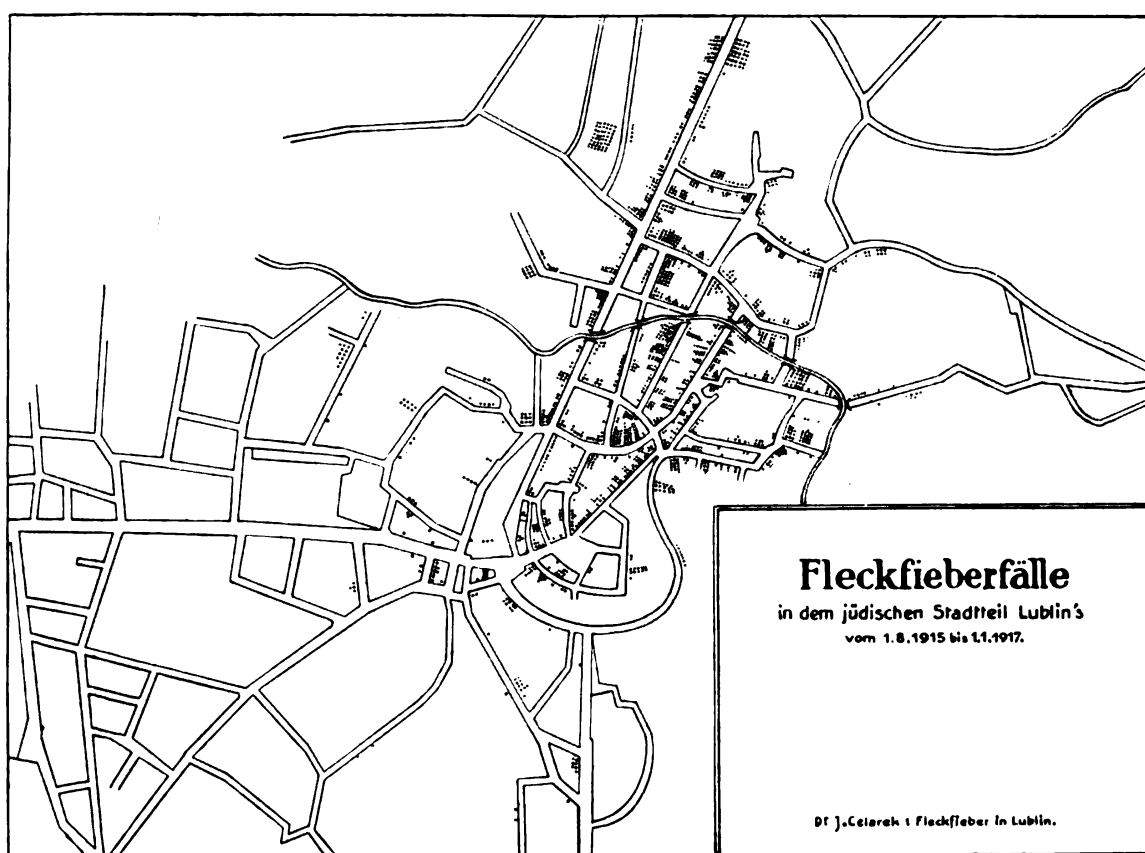 Fleckfieberfälle
in dem jüdischen Stadtteil Lublin's
vom 1.8.1915 bis 1.1.1917.
Dr J. Celarek : Fleckfieber in Lublin.